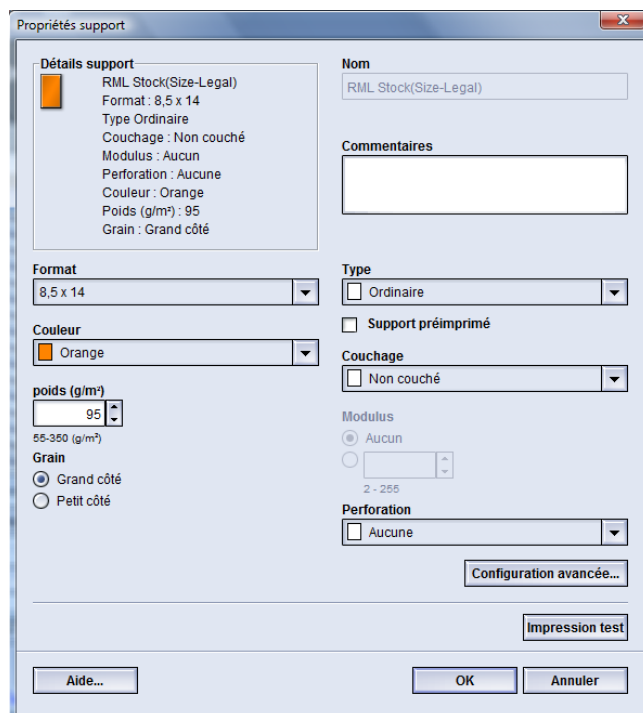 Propriétés support
Détails support
RML Stock(Size-Legal)
Format : 8,5 x 14
Type Ordinaire
Couchage : Non couché
Modulus : Aucun
Perforation : Aucune
Couleur : Orange
Poids (g/m²) : 95
Grain : Grand côté
Nom
RML Stock(Size-Legal)
Commentaires
Format
8,5 x 14
Couleur
Orange
poids (g/m²)
95
55-350 (g/m²)
Grain
Grand côté
Petit côté
Type
Ordinaire
Support préimprimé
Couchage
Non couché
Modulus
Aucun
2 - 255
Perforation
Aucune
Configuration avancée...
Impression test
Aide...
OK
Annuler